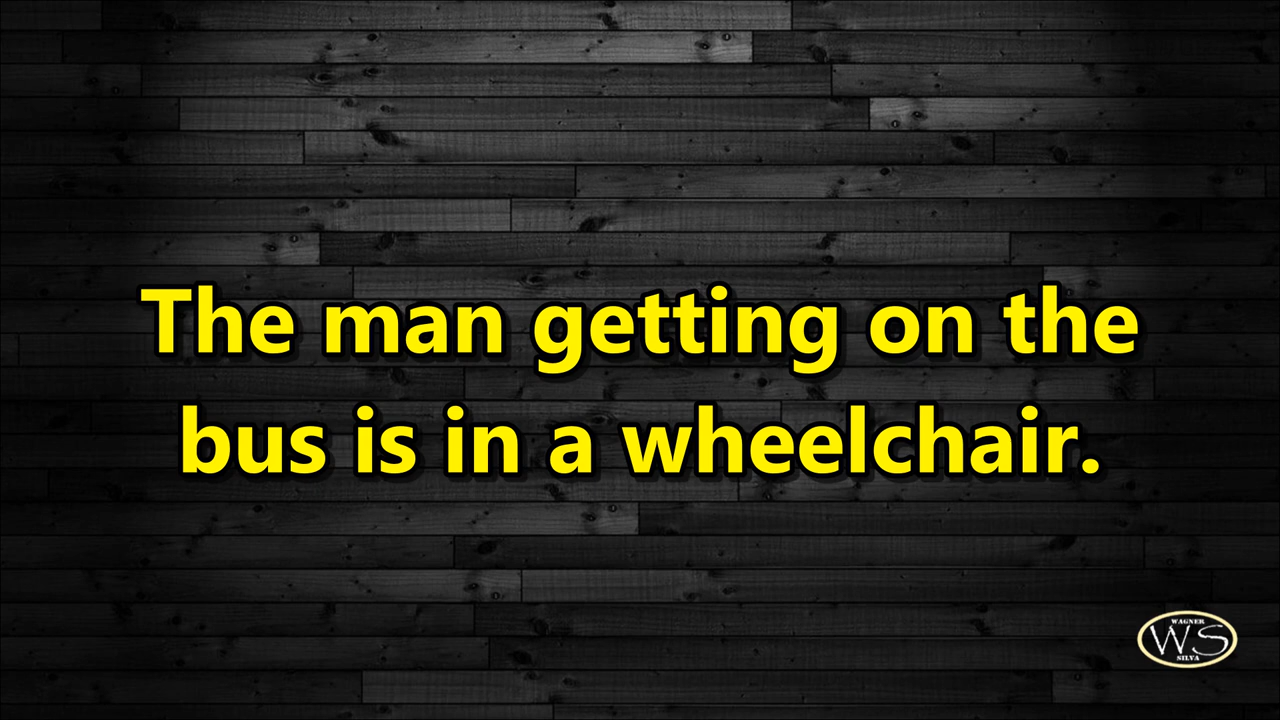 The man getting on the
bus is in a wheelchair.
WAGNER
WS
SILVA